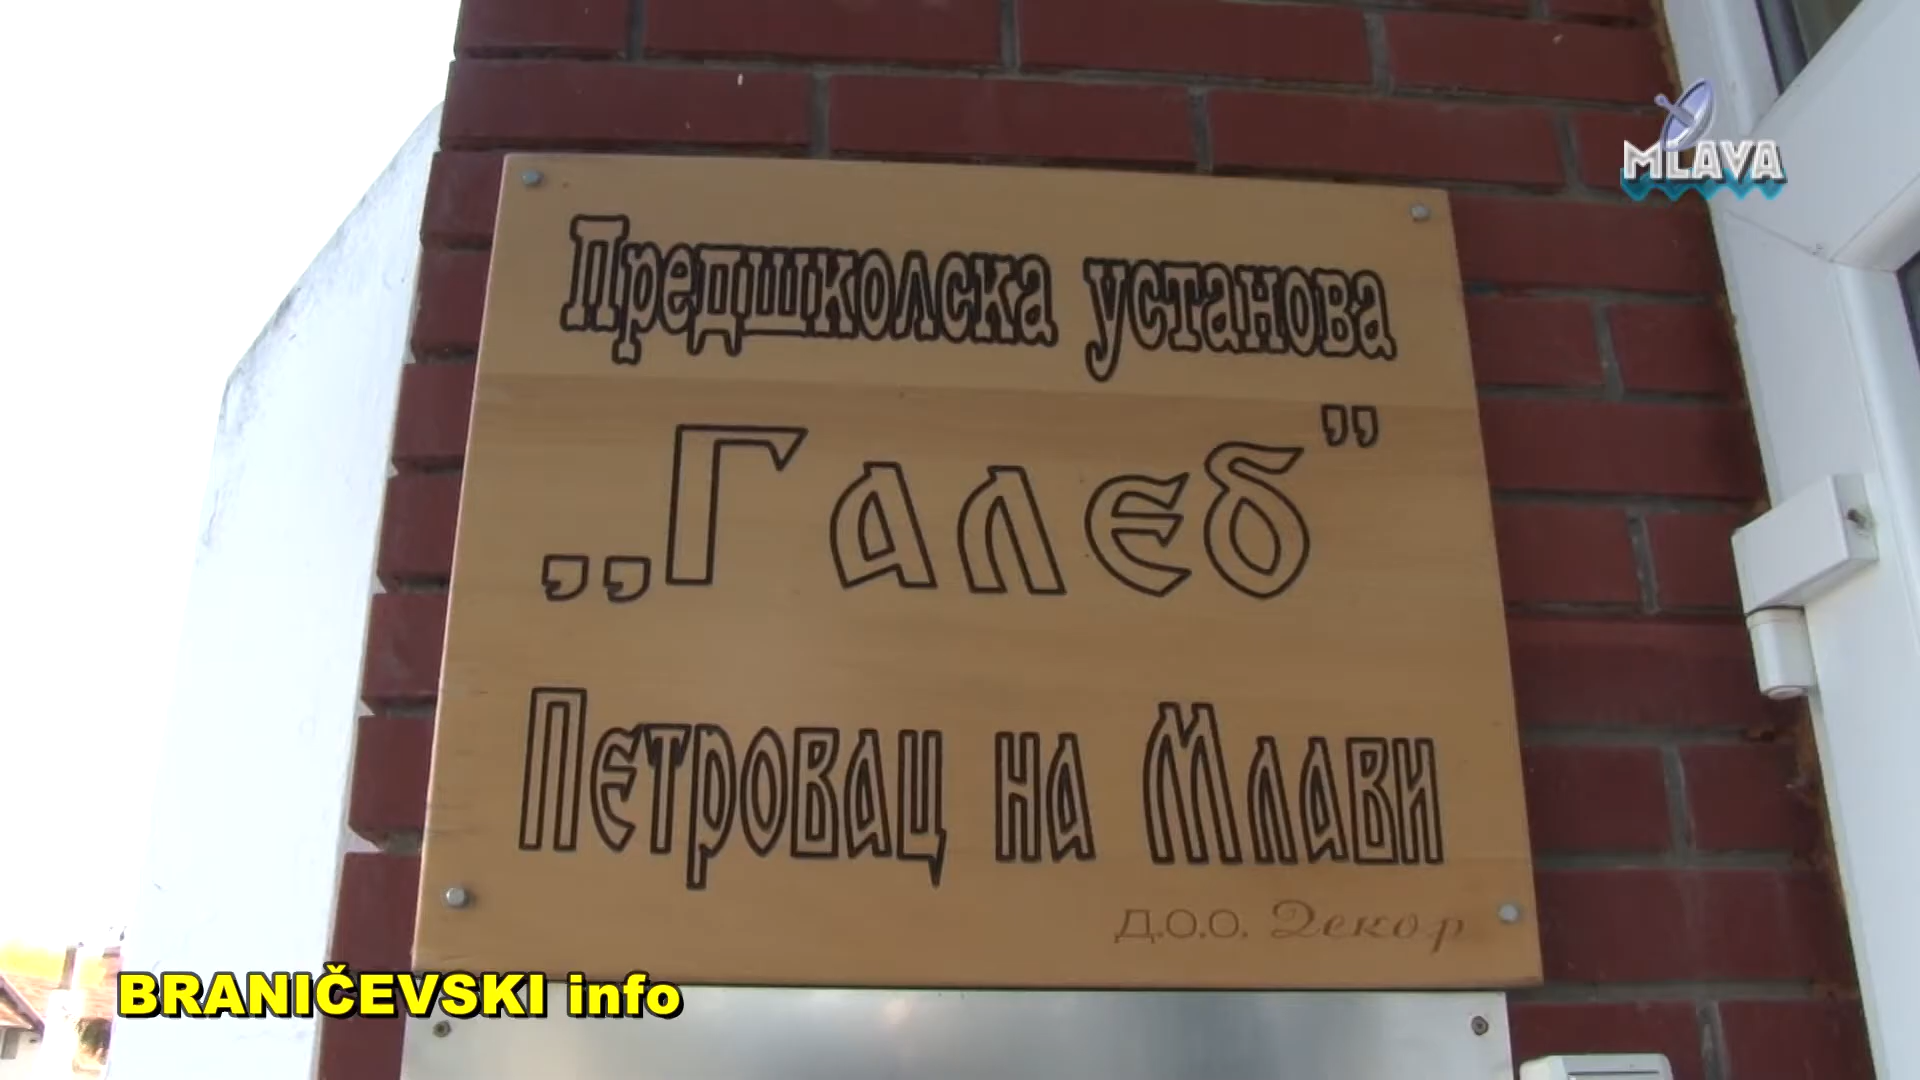 MLAVA
Предшколска установа
„Галеб”
Петровац на Млави
Д.О.О. Декор
BRANIČEVSKI info